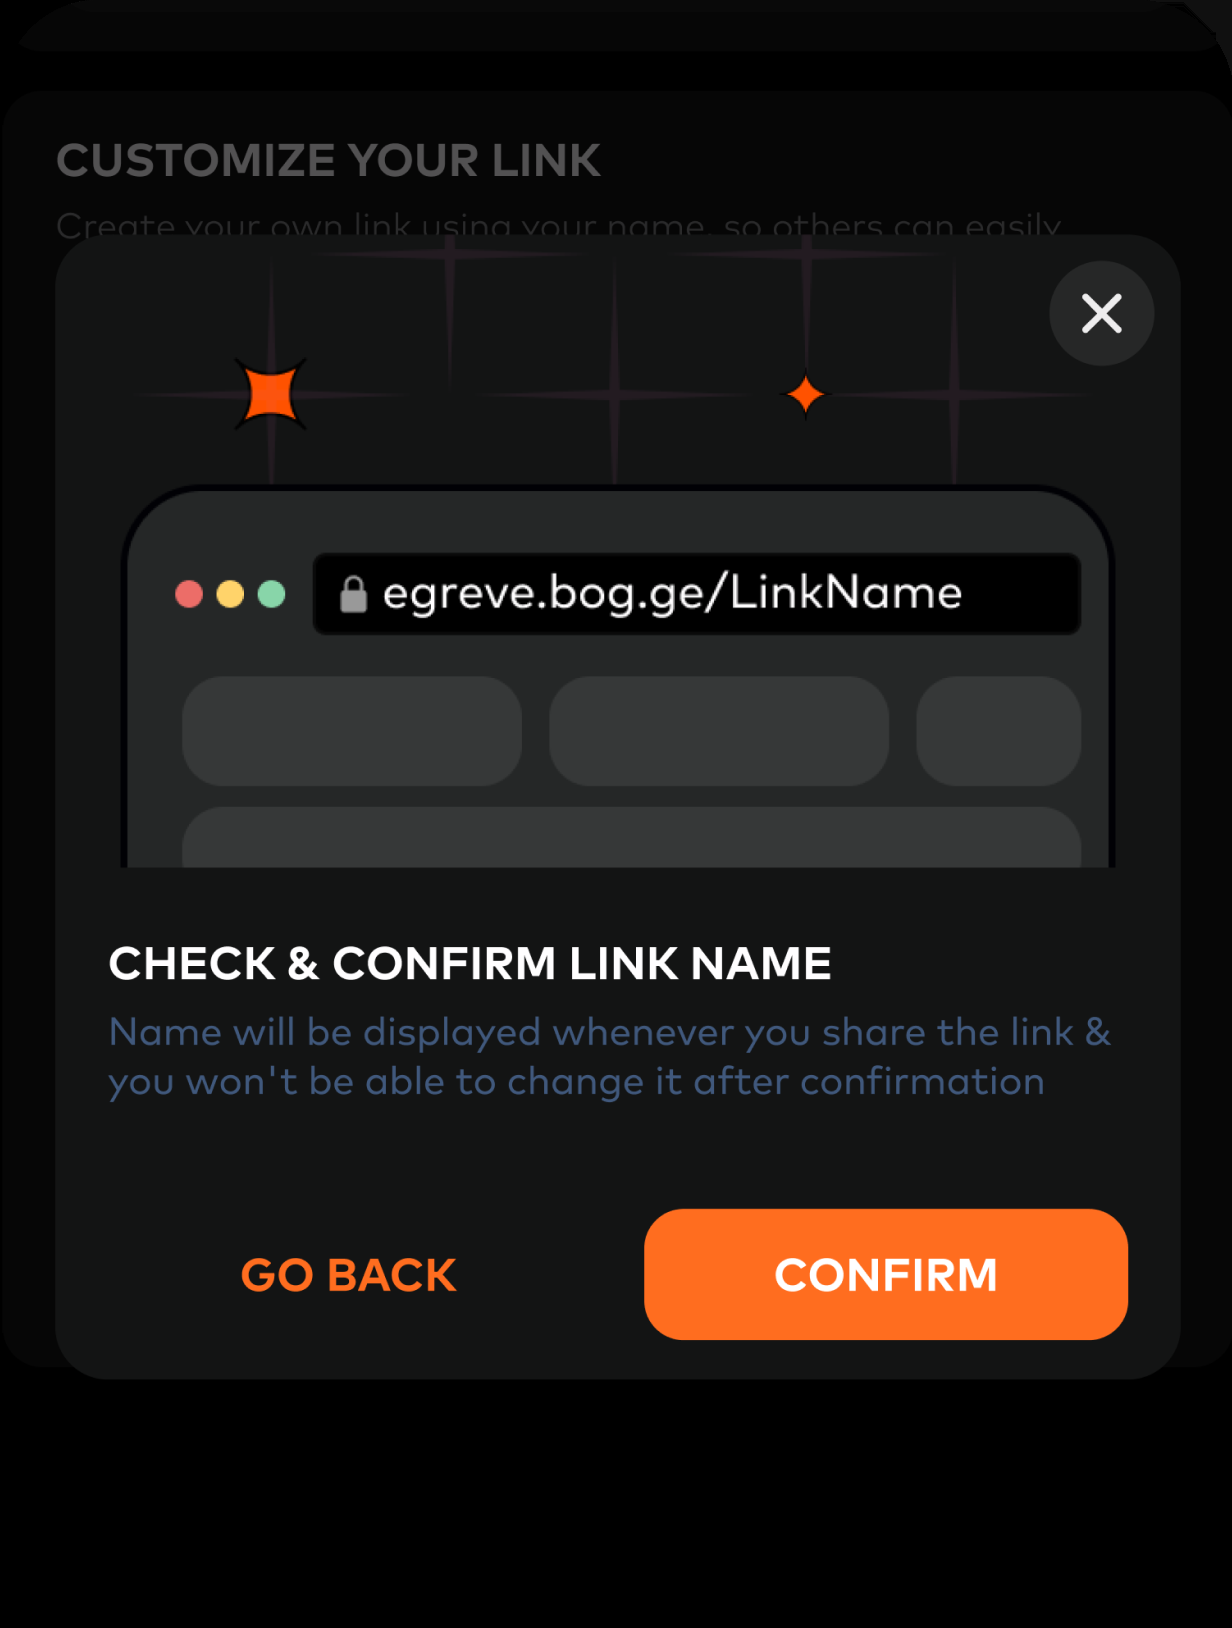 CUSTOMIZE YOUR LINK
Create your own link using your name, so others can easily
egreve.bog.ge/LinkName
CHECK & CONFIRM LINK NAME
Name will be displayed whenever you share the link &
you won't be able to change it after confirmation
GO BACK
CONFIRM